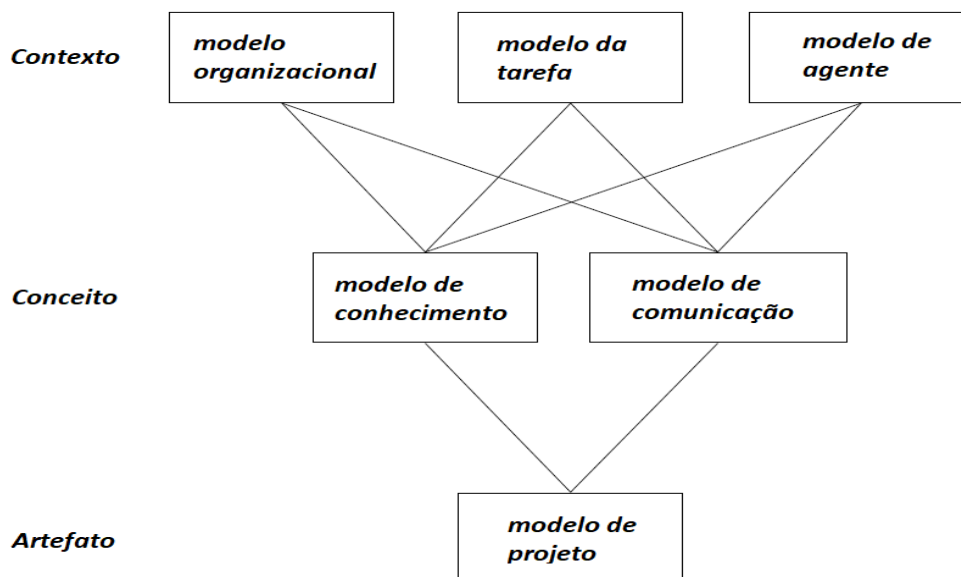 Contexto
modelo
organizacional
modelo da
tarefa
modelo de
agente
Conceito
modelo de
conhecimento
modelo de
comunicação
Artefato
modelo de
projeto